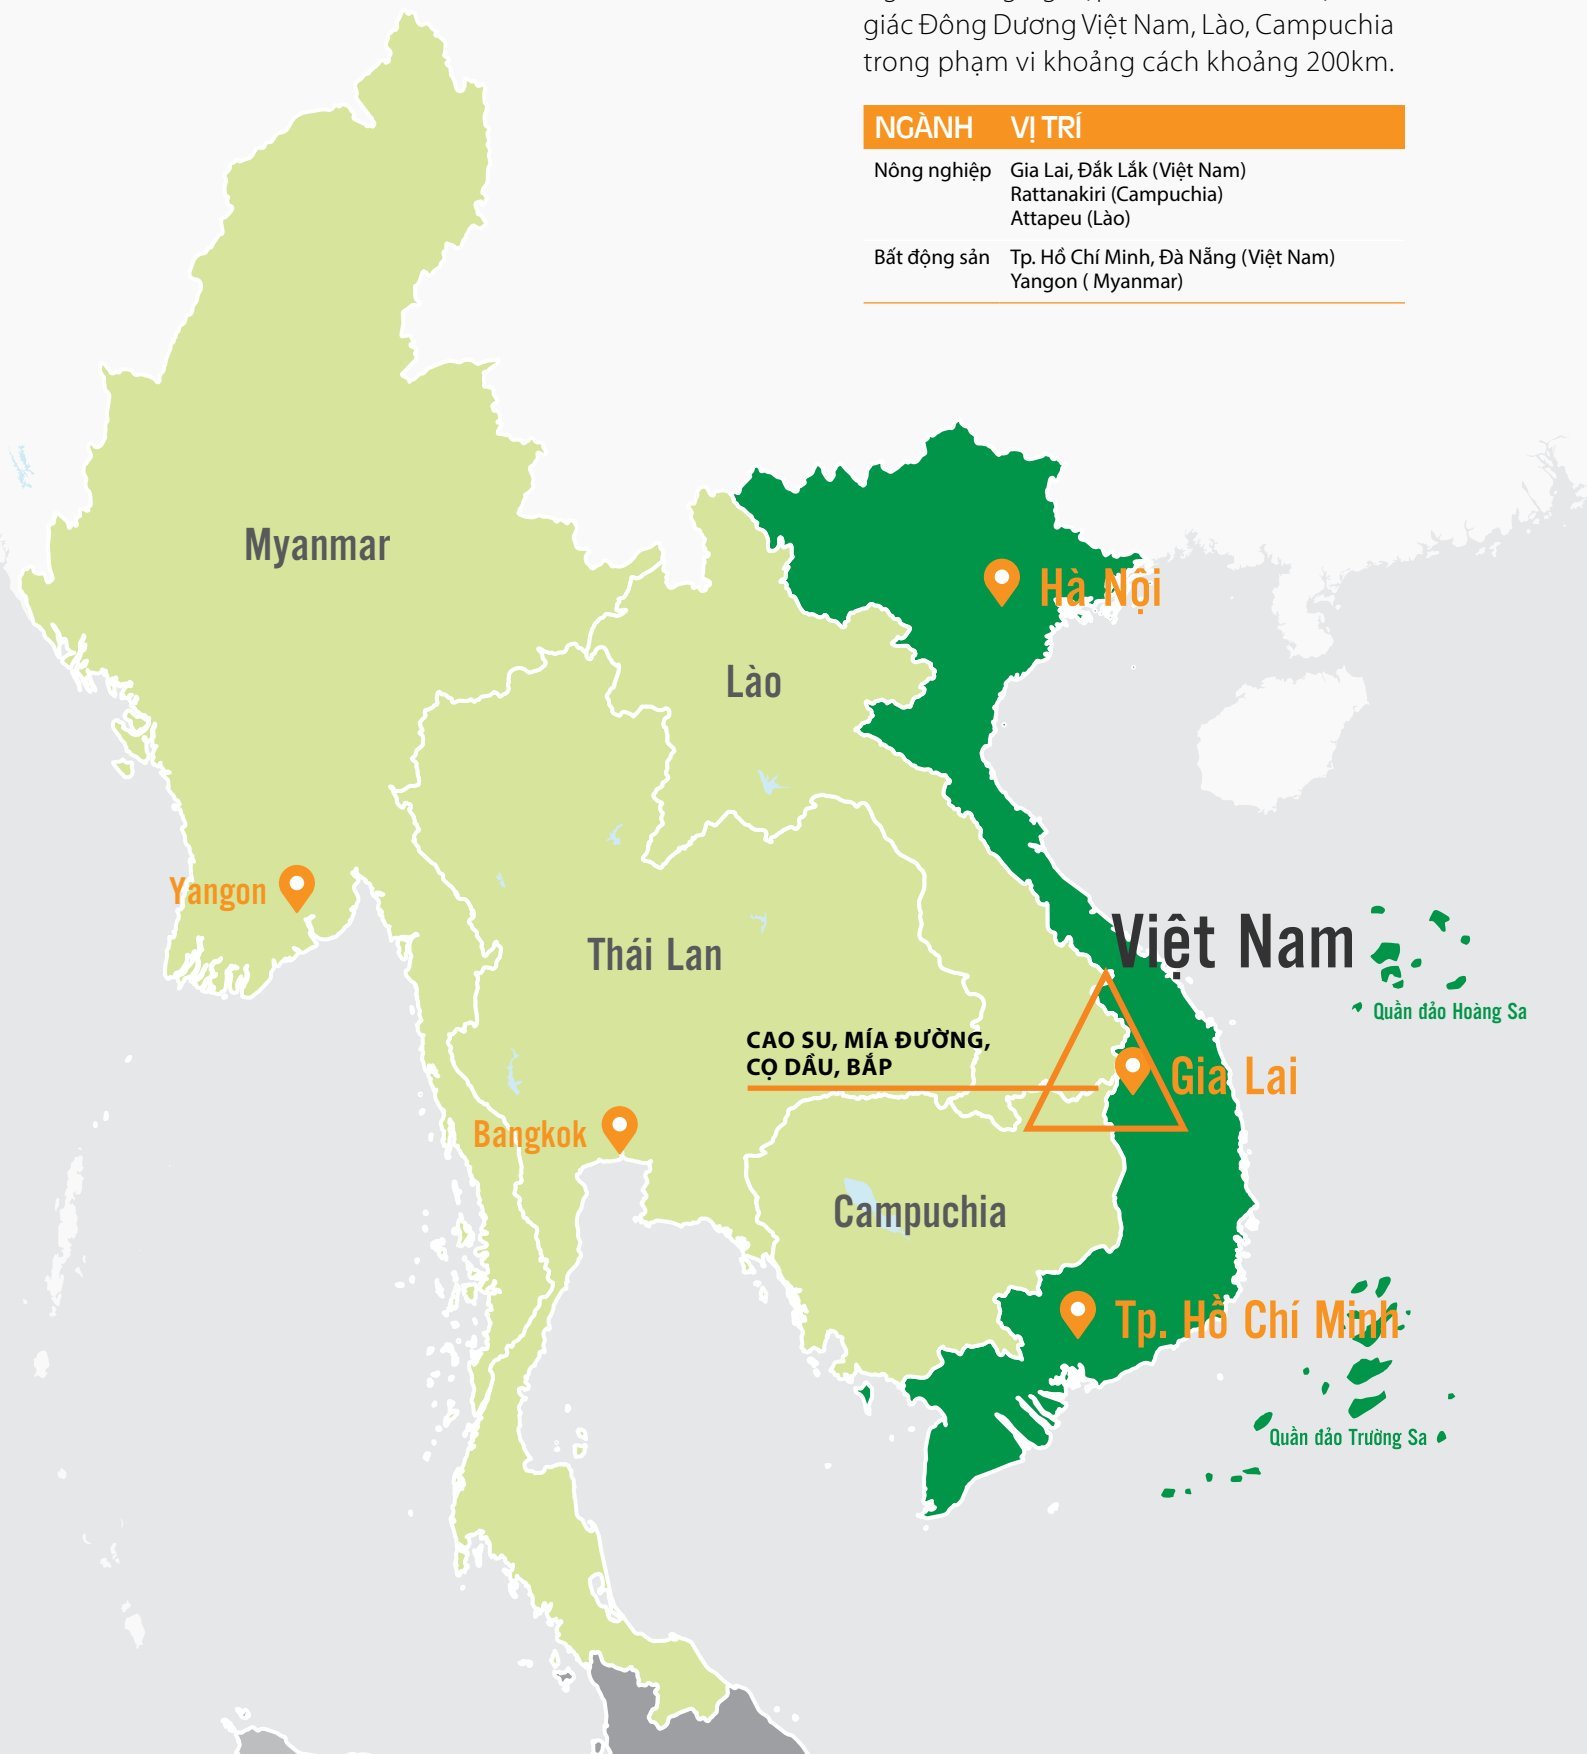 giác Đông Dương Việt Nam, Lào, Campuchia
trong phạm vi khoảng cách khoảng 200km.
NGÀNH VỊ TRÍ
Nông nghiệp Gia Lai, Đắk Lắk (Việt Nam)
Rattanakiri (Campuchia)
Attapeu (Lào)
Bất động sản Tp. Hồ Chí Minh, Đà Nẵng (Việt Nam)
Yangon ( Myanmar)
Myanmar
Hà Nội
Lào
Yangon
Việt Nam
Thái Lan
Quần đảo Hoàng Sa
CAO SU, MÍA ĐƯỜNG,
CỌ DẦU, BẮP
Gia Lai
Bangkok
Campuchia
Tp. Hồ Chí Minh
Quần đảo Trường Sa